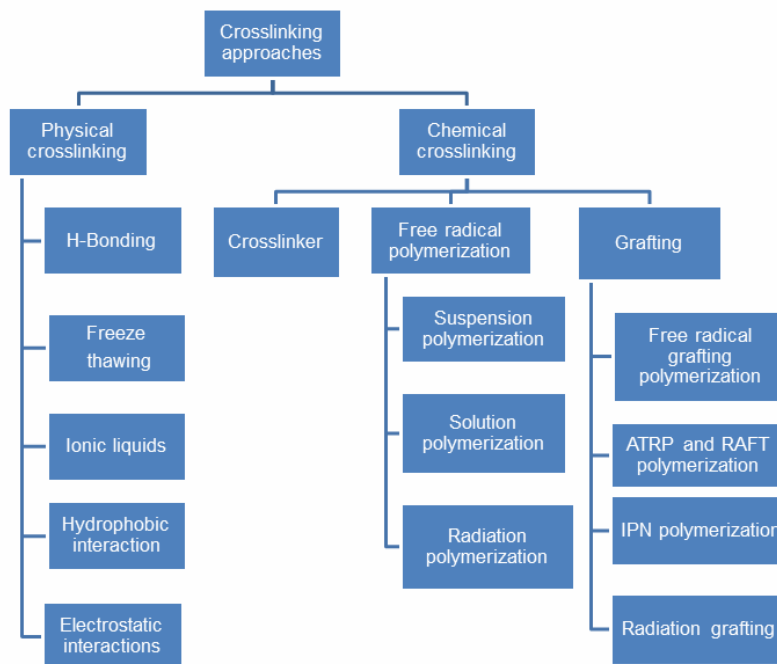 Crosslinking
approaches
Physical
crosslinking
Chemical
crosslinking
H-Bonding
Freeze
thawing
Ionic liquids
Hydrophobic
interaction
Electrostatic
interactions
Crosslinker
Free radical
polymerization
Suspension
polymerization
Solution
polymerization
Radiation
polymerization
Grafting
Free radical
grafting
polymerization
ATRP and RAFT
polymerization
IPN polymerization
Radiation grafting